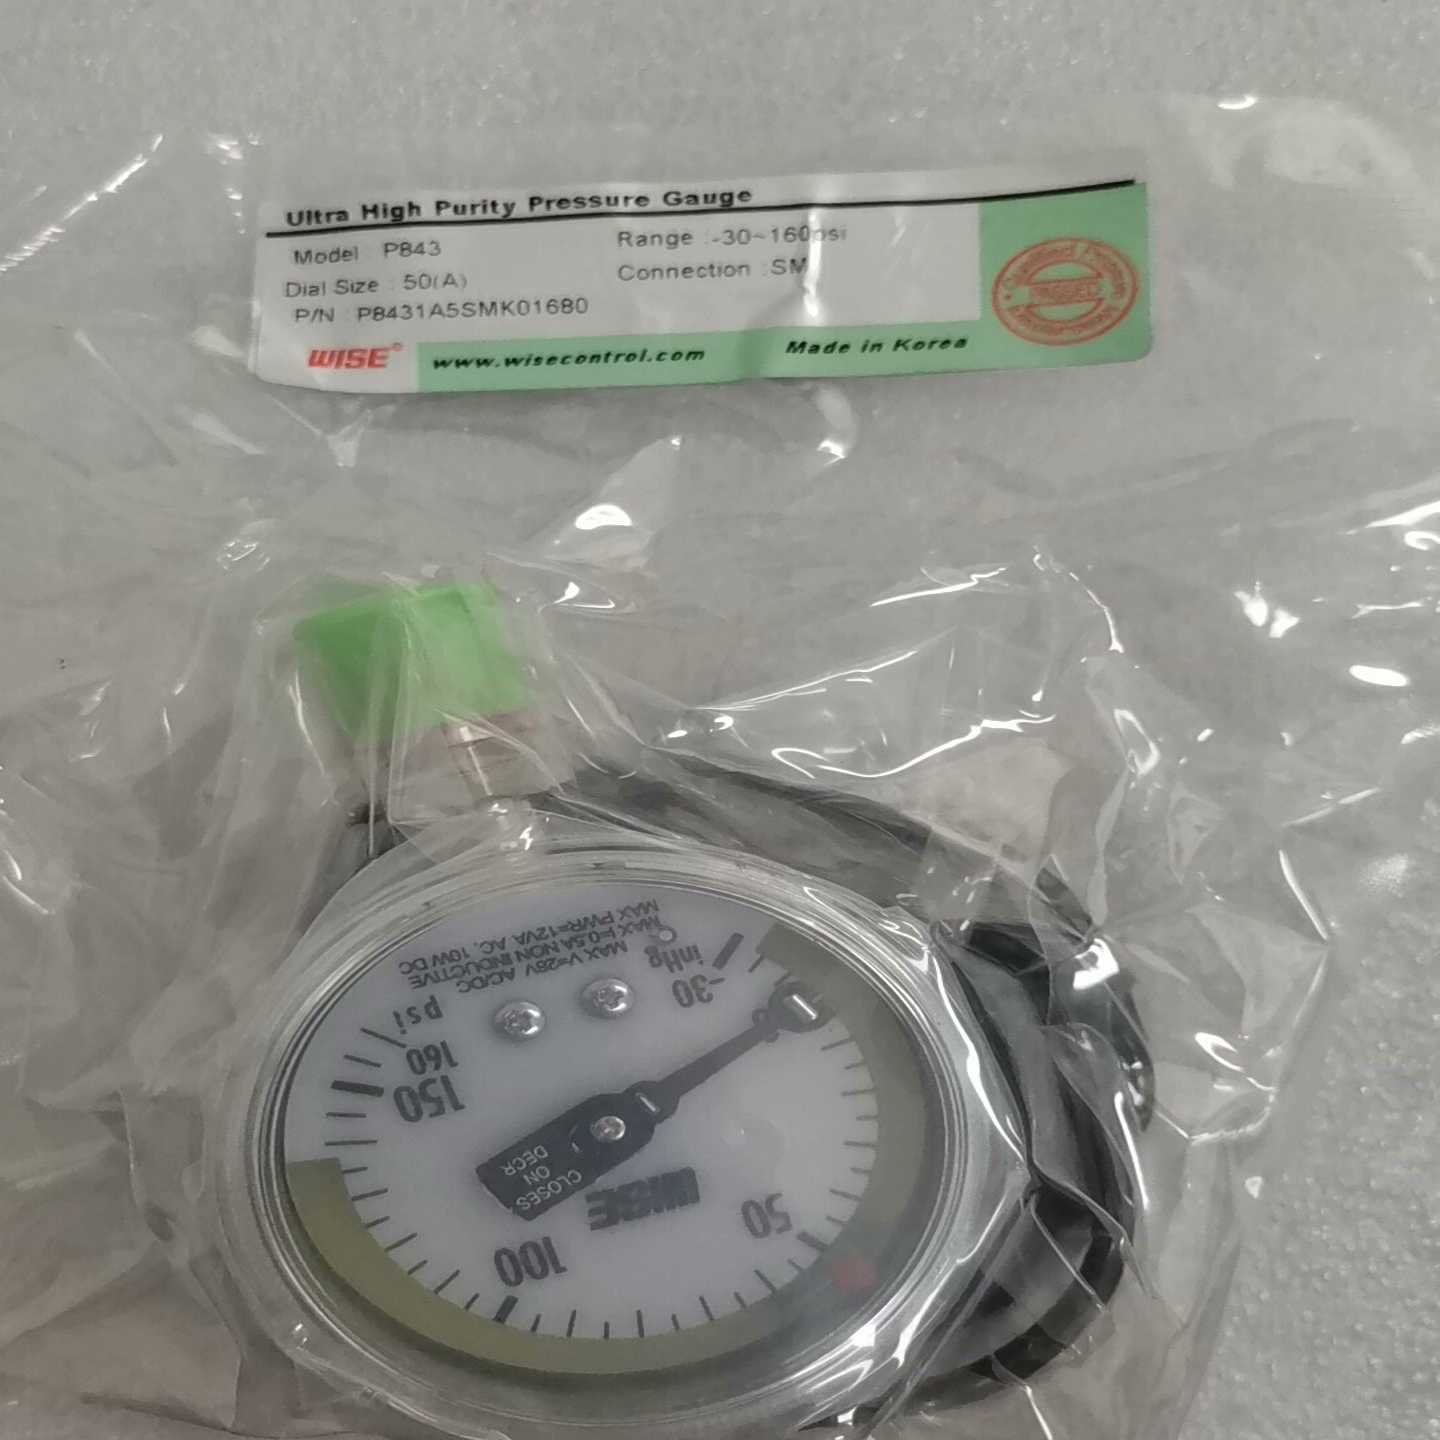 Ultra High Purity Pressure Gauge
Model : P843
Range :-30~160psi
Dial Size : 50(A)
Connection :SM
P/N : P8431A5SMK01680
WISE®
www.wisecontrol.com
Made in Korea
PASSED
MAX PWR=12VA AC, 10W DC
MAX I=0.5A NON INDUCTIVE
MAX V=28V AC/DC
inHg
-30
psi
160
150
CLOSES
ON
DECR
WISE
50
100